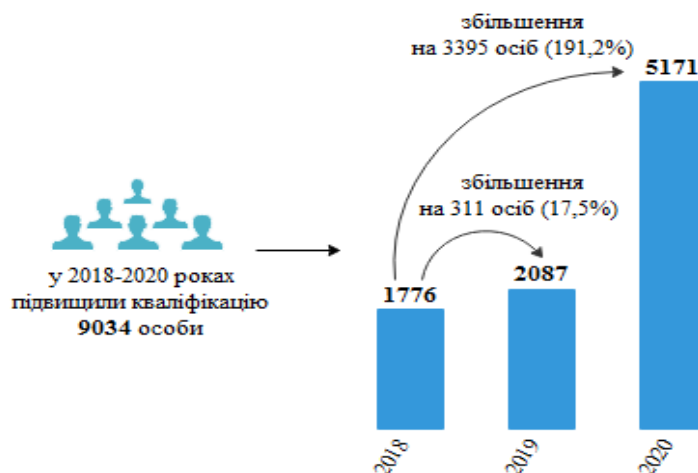 збільшення
на 3395 осіб (191,2%)
5171
збільшення
на 311 осіб (17,5%)
2087
1776
у 2018-2020 роках
підвищили кваліфікацію
9034 особи
2018
2019
2020